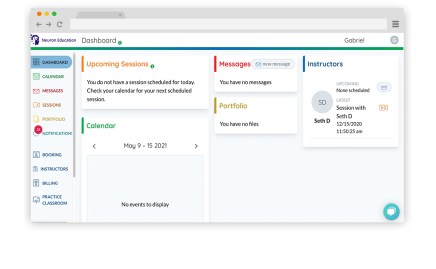 Neuron Education
Dashboard
Gabriel
G
DASHBOARD
CALENDAR
MESSAGES
SESSIONS
PORTFOLIO
NOTIFICATIONS
BOOKING
INSTRUCTORS
BILLING
PRACTICE
CLASSROOM
Upcoming Sessions
You do not have a session scheduled for today.
Check your calendar for your next scheduled
session.
Calendar
May 9 – 15 2021
No events to display
Messages
new message
You have no messages
Portfolio
You have no files
Instructors
SD
Seth D
UPCOMING
None scheduled
LATEST
Session with
Seth D
12/15/2020
11:50:25 am